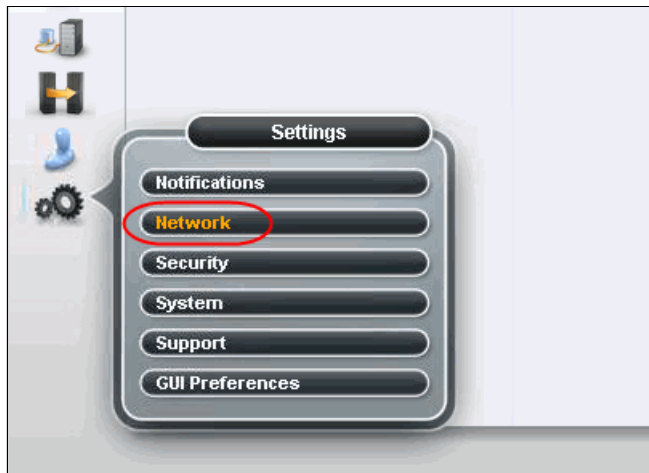 Settings
Notifications
Network
Security
System
Support
GUI Preferences